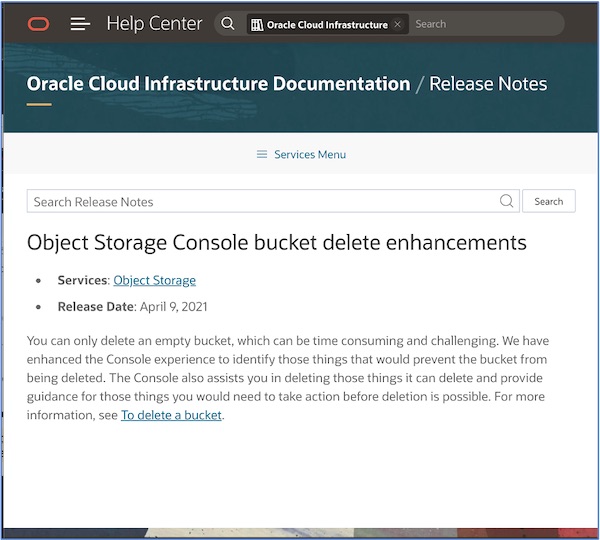 Help Center
Oracle Cloud Infrastructure ×
Search
Oracle Cloud Infrastructure Documentation / Release Notes
Services Menu
Search Release Notes
Search
Object Storage Console bucket delete enhancements
• Services: Object Storage
• Release Date: April 9, 2021
You can only delete an empty bucket, which can be time consuming and challenging. We have
enhanced the Console experience to identify those things that would prevent the bucket from
being deleted. The Console also assists you in deleting those things it can delete and provide
guidance for those things you would need to take action before deletion is possible. For more
information, see To delete a bucket.